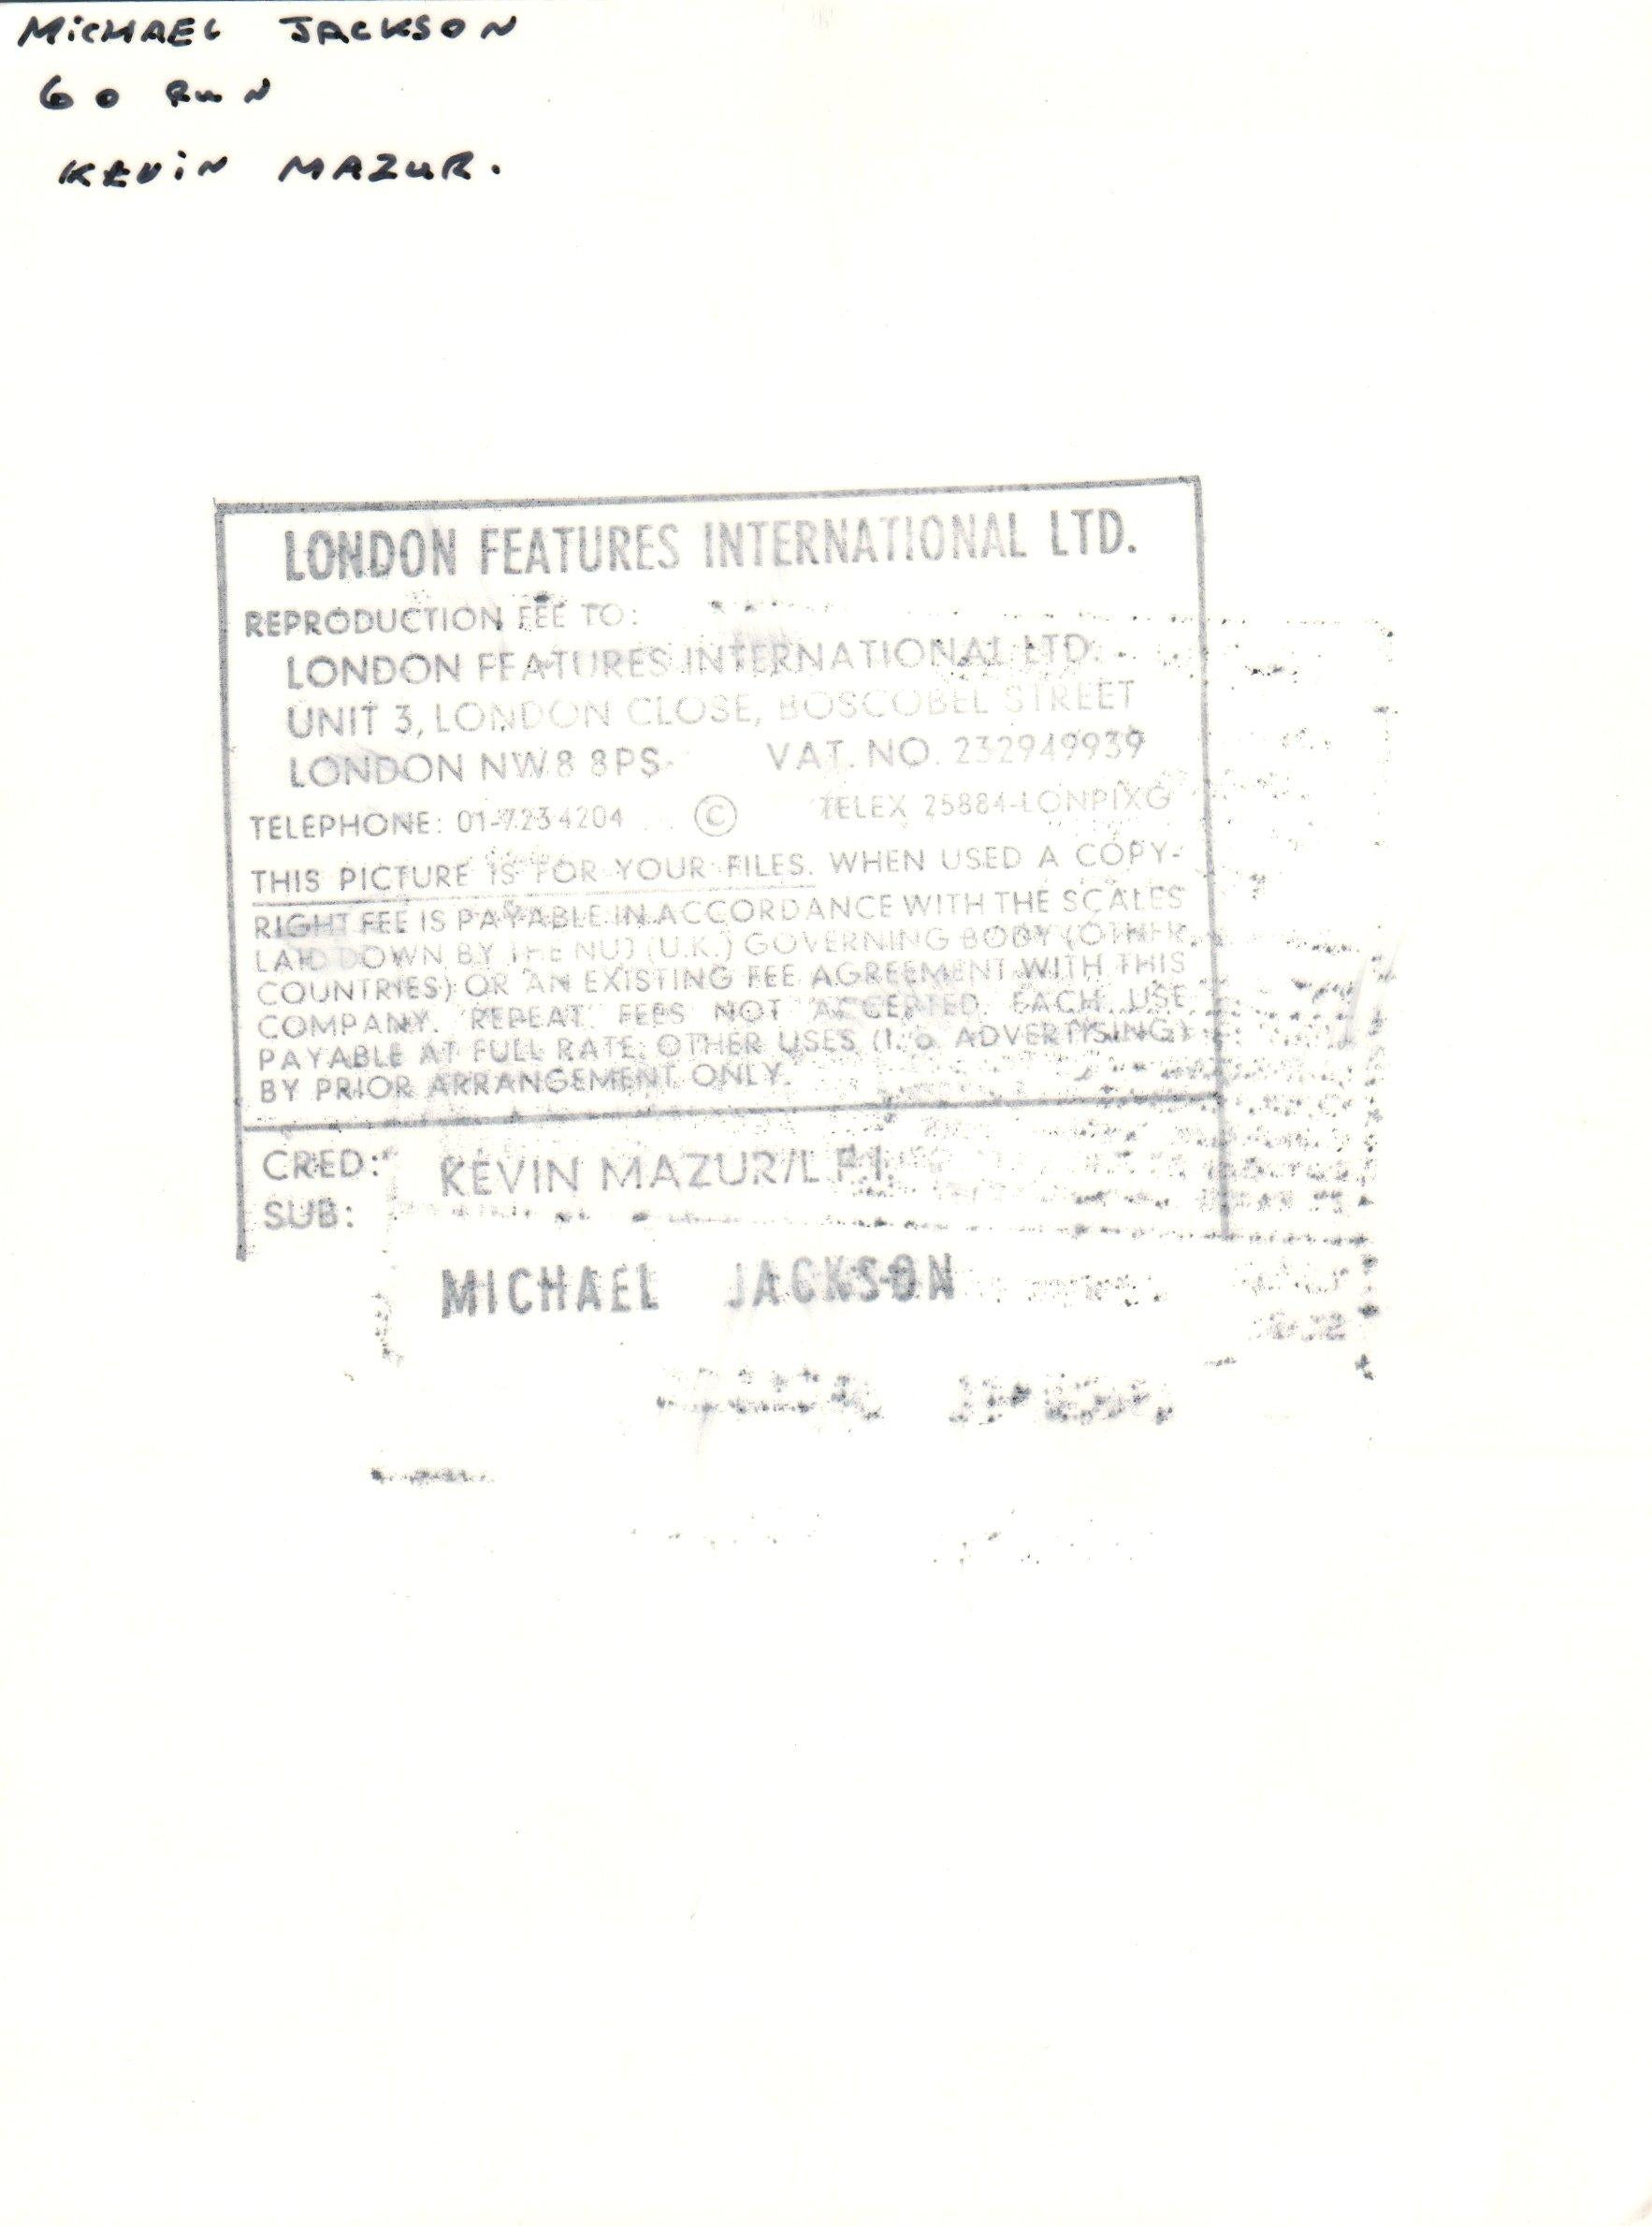 MiCHAEL JACKSON
60 RUN
KEViN MAZUR.
LONDON FEATURES INTERNATIONAL LTD.
REPRODUCTION FEE TO:
LONDON FEATURES INTERNATIONAL LTD.
UNIT 3, LONDON CLOSE, BOSCOBEL STREET
LONDON NW8 8PS. VAT. NO. 232949939
TELEPHONE: 01-7234204 © TELEX 25884-LONPIXG
THIS PICTURE IS FOR YOUR FILES. WHEN USED A COPY-
RIGHT FEE IS PAYABLE IN ACCORDANCE WITH THE SCALES
LAID DOWN BY THE NUJ (U.K.) GOVERNING BODY (OTHER
COUNTRIES) OR AN EXISTING FEE AGREEMENT WITH THIS
COMPANY. REPEAT FEES NOT ACCEPTED. EACH USE
PAYABLE AT FULL RATE. OTHER USES (I.e. ADVERTISING)
BY PRIOR ARRANGEMENT ONLY.
CRED: KEVIN MAZUR/LFI
SUB:
MICHAEL JACKSON